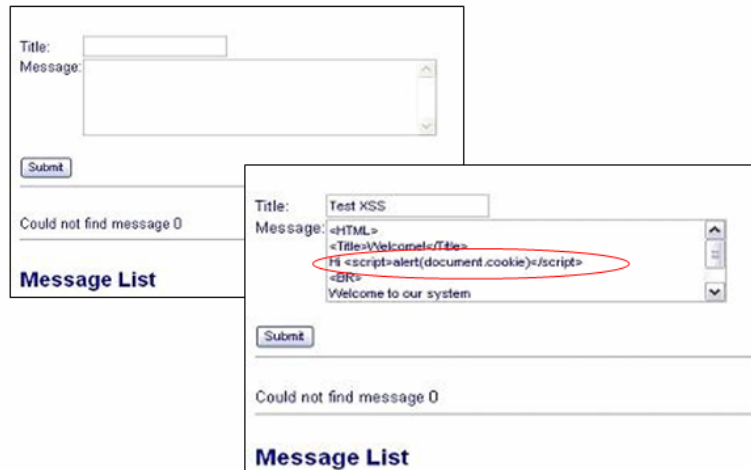 Title:
Message:
Submit
Could not find message 0
Message List
Title: Test XSS
Message: <HTML>
<Title>Welcome!</Title>
Hi <script>alert(document.cookie)</script>
<BR>
Welcome to our system
Submit
Could not find message 0
Message List